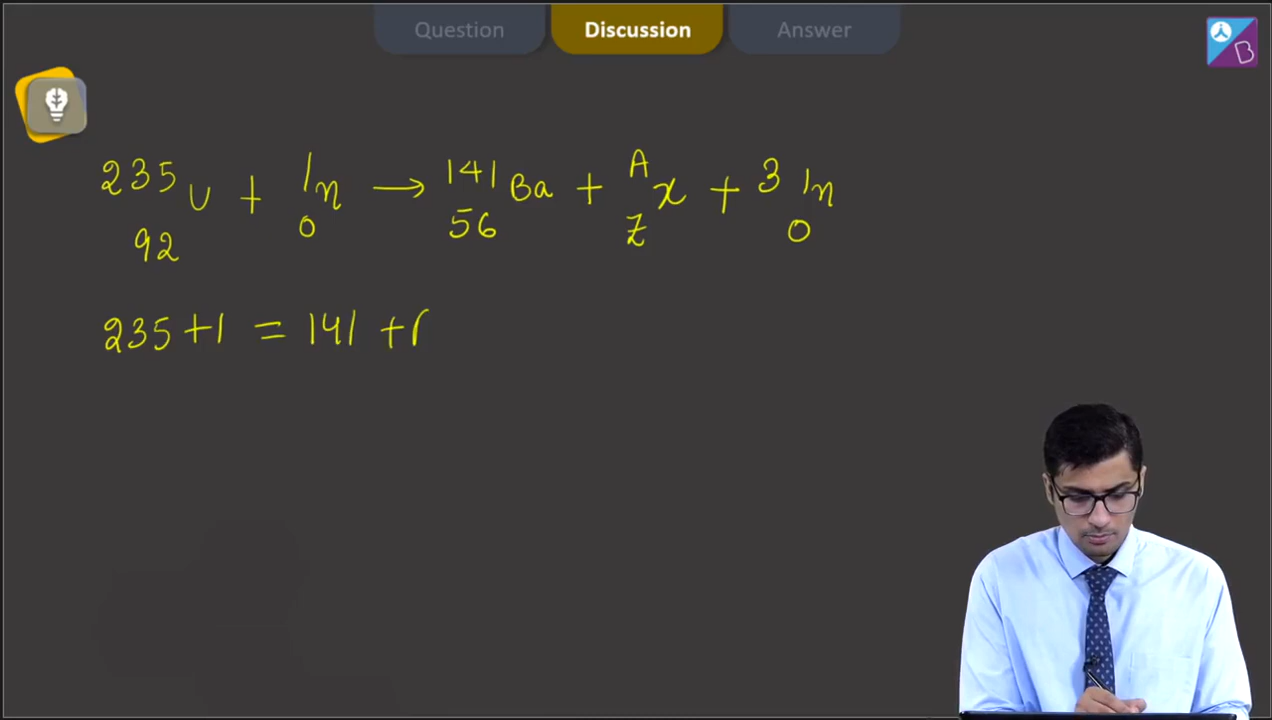 Question Discussion Answer
B
235 U + 1 n → 141 Ba + A x + 3 1 n
92 0 56 Z 0
235 + 1 = 141 +